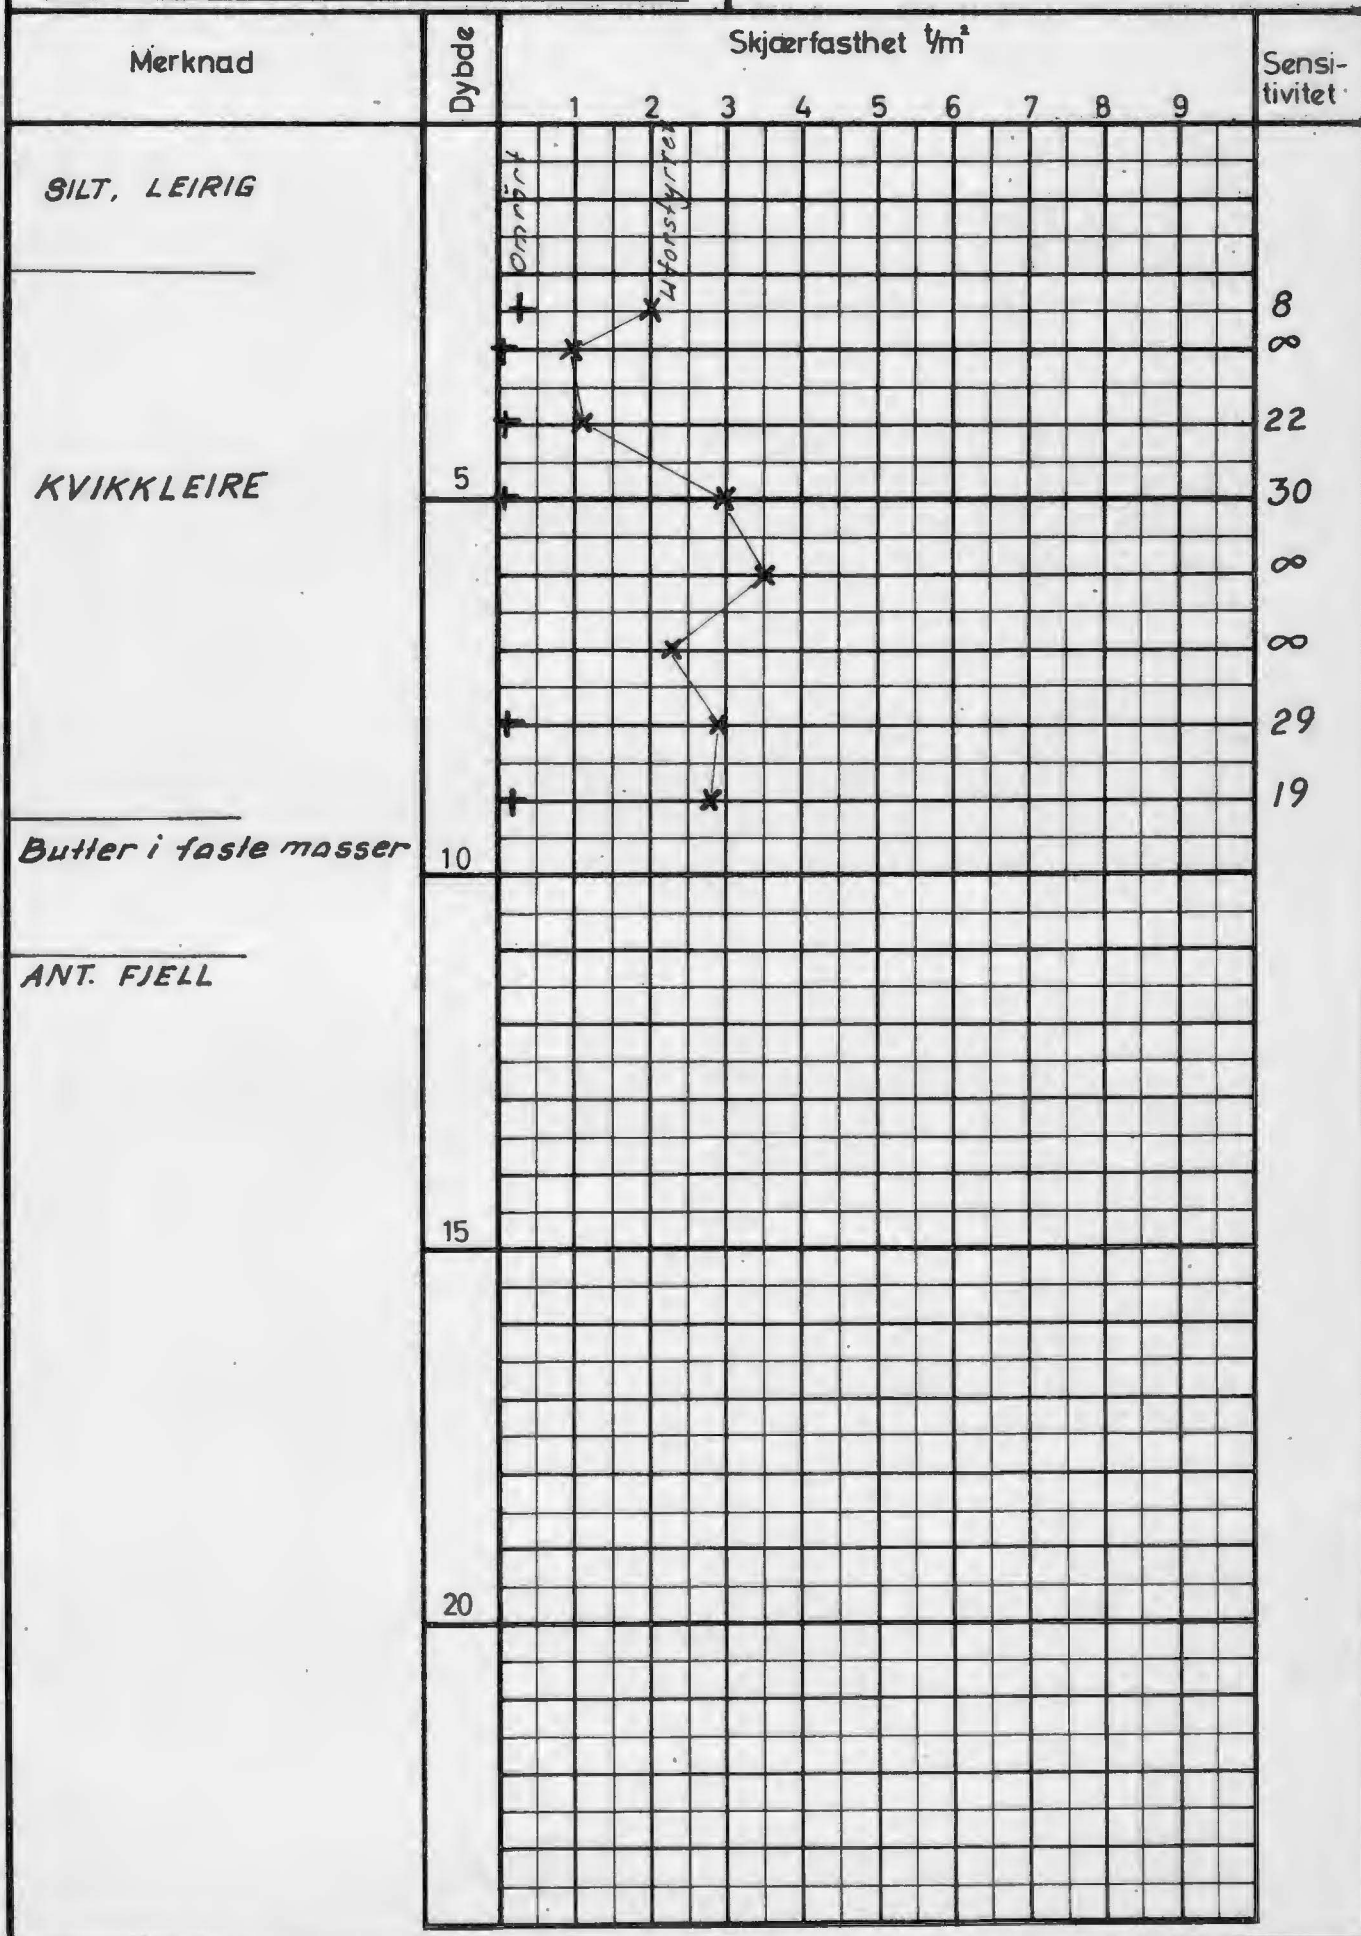 Merknad
Dybde
Skjærfasthet t/m²
Sensi-
tivitet
1 2 3 4 5 6 7 8 9
SILT, LEIRIG
Omrørt
Uforstyrret
8
∞
22
KVIKKLEIRE
5
30
∞
∞
29
19
Butter i faste masser
10
ANT. FJELL
15
20